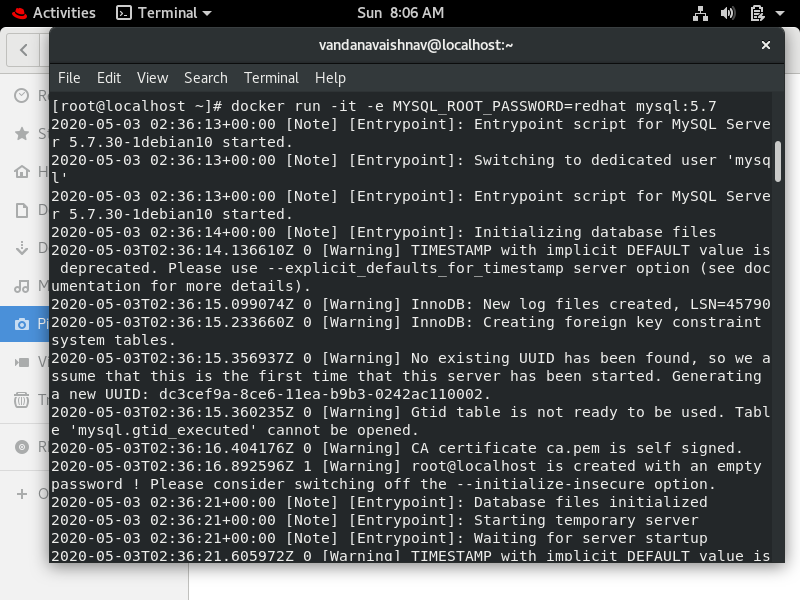 Activities
Terminal
Sun 8:06 AM
vandanavaishnav@localhost:~
File Edit View Search Terminal Help
[root@localhost ~]# docker run -it -e MYSQL_ROOT_PASSWORD=redhat mysql:5.7
2020-05-03 02:36:13+00:00 [Note] [Entrypoint]: Entrypoint script for MySQL Serve
r 5.7.30-1debian10 started.
2020-05-03 02:36:13+00:00 [Note] [Entrypoint]: Switching to dedicated user 'mysq
l'
2020-05-03 02:36:13+00:00 [Note] [Entrypoint]: Entrypoint script for MySQL Serve
r 5.7.30-1debian10 started.
2020-05-03 02:36:14+00:00 [Note] [Entrypoint]: Initializing database files
2020-05-03T02:36:14.136610Z 0 [Warning] TIMESTAMP with implicit DEFAULT value is
 deprecated. Please use --explicit_defaults_for_timestamp server option (see doc
umentation for more details).
2020-05-03T02:36:15.099074Z 0 [Warning] InnoDB: New log files created, LSN=45790
2020-05-03T02:36:15.233660Z 0 [Warning] InnoDB: Creating foreign key constraint
system tables.
2020-05-03T02:36:15.356937Z 0 [Warning] No existing UUID has been found, so we a
ssume that this is the first time that this server has been started. Generating
a new UUID: dc3cef9a-8ce6-11ea-b9b3-0242ac110002.
2020-05-03T02:36:15.360235Z 0 [Warning] Gtid table is not ready to be used. Tabl
e 'mysql.gtid_executed' cannot be opened.
2020-05-03T02:36:16.404176Z 0 [Warning] CA certificate ca.pem is self signed.
2020-05-03T02:36:16.892596Z 1 [Warning] root@localhost is created with an empty
password ! Please consider switching off the --initialize-insecure option.
2020-05-03 02:36:21+00:00 [Note] [Entrypoint]: Database files initialized
2020-05-03 02:36:21+00:00 [Note] [Entrypoint]: Starting temporary server
2020-05-03 02:36:21+00:00 [Note] [Entrypoint]: Waiting for server startup
2020-05-03T02:36:21.605972Z 0 [Warning] TIMESTAMP with implicit DEFAULT value is